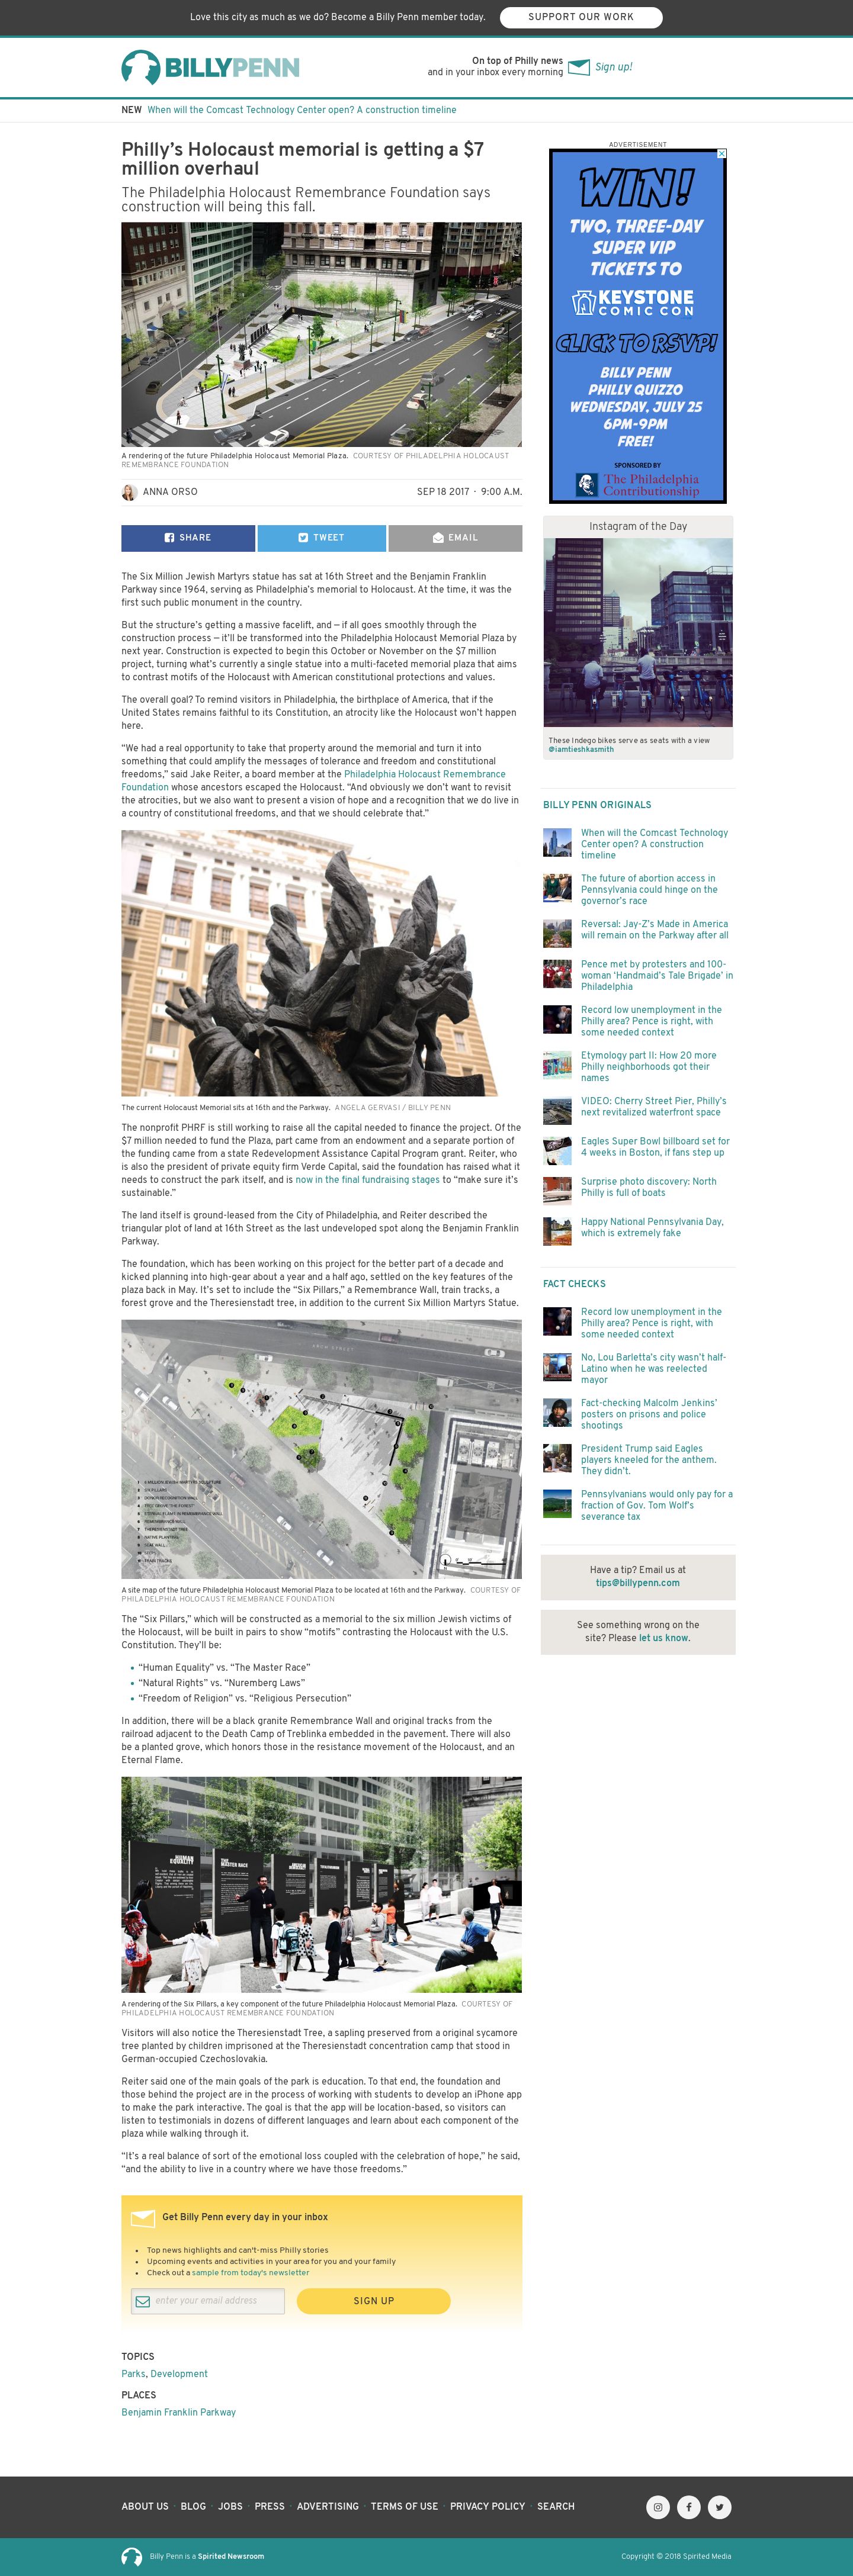 Love this city as much as we do? Become a Billy Penn member today.
SUPPORT OUR WORK
BILLYPENN
On top of Philly news
and in your inbox every morning
Sign up!
NEW When will the Comcast Technology Center open? A construction timeline
Philly's Holocaust memorial is getting a $7
million overhaul
The Philadelphia Holocaust Remembrance Foundation says
construction will being this fall.
A rendering of the future Philadelphia Holocaust Memorial Plaza. COURTESY OF PHILADELPHIA HOLOCAUST
REMEMBRANCE FOUNDATION
ANNA ORSO
SEP 18 2017 · 9:00 A.M.
SHARE
TWEET
EMAIL
The Six Million Jewish Martyrs statue has sat at 16th Street and the Benjamin Franklin
Parkway since 1964, serving as Philadelphia's memorial to Holocaust. At the time, it was the
first such public monument in the country.
But the structure's getting a massive facelift, and — if all goes smoothly through the
construction process — it'll be transformed into the Philadelphia Holocaust Memorial Plaza by
next year. Construction is expected to begin this October or November on the $7 million
project, turning what's currently a single statue into a multi-faceted memorial plaza that aims
to contrast motifs of the Holocaust with American constitutional protections and values.
The overall goal? To remind visitors in Philadelphia, the birthplace of America, that if the
United States remains faithful to its Constitution, an atrocity like the Holocaust won't happen
here.
"We had a real opportunity to take that property around the memorial and turn it into
something that could amplify the messages of tolerance and freedom and constitutional
freedoms," said Jake Reiter, a board member at the Philadelphia Holocaust Remembrance
Foundation whose ancestors escaped the Holocaust. "And obviously we don't want to revisit
the atrocities, but we also want to present a vision of hope and a recognition that we do live in
a country of constitutional freedoms, and that we should celebrate that."
The current Holocaust Memorial sits at 16th and the Parkway. ANGELA GERVASI / BILLY PENN
The nonprofit PHRF is still working to raise all the capital needed to finance the project. Of the
$7 million needed to fund the Plaza, part came from an endowment and a separate portion of
the funding came from a state Redevelopment Assistance Capital Program grant. Reiter, who
is also the president of private equity firm Verde Capital, said the foundation has raised what it
needs to construct the park itself, and is now in the final fundraising stages to "make sure it's
sustainable."
The land itself is ground-leased from the City of Philadelphia, and Reiter described the
triangular plot of land at 16th Street as the last undeveloped spot along the Benjamin Franklin
Parkway.
The foundation, which has been working on this project for the better part of a decade and
kicked planning into high-gear about a year and a half ago, settled on the key features of the
plaza back in May. It's set to include the "Six Pillars," a Remembrance Wall, train tracks, a
forest grove and the Theresienstadt tree, in addition to the current Six Million Martyrs Statue.
A site map of the future Philadelphia Holocaust Memorial Plaza to be located at 16th and the Parkway. COURTESY OF
PHILADELPHIA HOLOCAUST REMEMBRANCE FOUNDATION
The "Six Pillars," which will be constructed as a memorial to the six million Jewish victims of
the Holocaust, will be built in pairs to show "motifs" contrasting the Holocaust with the U.S.
Constitution. They'll be:
"Human Equality" vs. "The Master Race"
"Natural Rights" vs. "Nuremberg Laws"
"Freedom of Religion" vs. "Religious Persecution"
In addition, there will be a black granite Remembrance Wall and original tracks from the
railroad adjacent to the Death Camp of Treblinka embedded in the pavement. There will also
be a planted grove, which honors those in the resistance movement of the Holocaust, and an
Eternal Flame.
HUMAN
EQUALITY
THE
MASTER RACE
A rendering of the Six Pillars, a key component of the future Philadelphia Holocaust Memorial Plaza. COURTESY OF
PHILADELPHIA HOLOCAUST REMEMBRANCE FOUNDATION
Visitors will also notice the Theresienstadt Tree, a sapling preserved from a original sycamore
tree planted by children imprisoned at the Theresienstadt concentration camp that stood in
German-occupied Czechoslovakia.
Reiter said one of the main goals of the park is education. To that end, the foundation and
those behind the project are in the process of working with students to develop an iPhone app
to make the park interactive. The goal is that the app will be location-based, so visitors can
listen to testimonials in dozens of different languages and learn about each component of the
plaza while walking through it.
"It's a real balance of sort of the emotional loss coupled with the celebration of hope," he said,
"and the ability to live in a country where we have those freedoms."
Get Billy Penn every day in your inbox
Top news highlights and can't-miss Philly stories
Upcoming events and activities in your area for you and your family
Check out a sample from today's newsletter
enter your email address
SIGN UP
TOPICS
Parks, Development
PLACES
Benjamin Franklin Parkway
ADVERTISEMENT
WIN!
TWO, THREE-DAY
SUPER VIP
TICKETS TO
KEYSTONE
COMIC CON
CLICK TO RSVP!
BILLY PENN
PHILLY QUIZZO
WEDNESDAY, JULY 25
6PM-9PM
FREE!
SPONSORED BY
The Philadelphia
Contributionship
Instagram of the Day
These Indego bikes serve as seats with a view
@iamtieshkasmith
BILLY PENN ORIGINALS
When will the Comcast Technology
Center open? A construction
timeline
The future of abortion access in
Pennsylvania could hinge on the
governor's race
Reversal: Jay-Z's Made in America
will remain on the Parkway after all
Pence met by protesters and 100-
woman 'Handmaid's Tale Brigade' in
Philadelphia
Record low unemployment in the
Philly area? Pence is right, with
some needed context
Etymology part II: How 20 more
Philly neighborhoods got their
names
VIDEO: Cherry Street Pier, Philly's
next revitalized waterfront space
Eagles Super Bowl billboard set for
4 weeks in Boston, if fans step up
Surprise photo discovery: North
Philly is full of boats
Happy National Pennsylvania Day,
which is extremely fake
FACT CHECKS
Record low unemployment in the
Philly area? Pence is right, with
some needed context
No, Lou Barletta's city wasn't half-
Latino when he was reelected
mayor
Fact-checking Malcolm Jenkins'
posts on prisons and police
shootings
President Trump said Eagles
players kneeled for the anthem.
They didn't.
Pennsylvanians would only pay for a
fraction of Gov. Tom Wolf's
severance tax
Have a tip? Email us at
tips@billypenn.com
See something wrong on the
site? Please let us know.
ABOUT US · BLOG · JOBS · PRESS · ADVERTISING · TERMS OF USE · PRIVACY POLICY · SEARCH
Billy Penn is a Spirited Newsroom
Copyright © 2018 Spirited Media